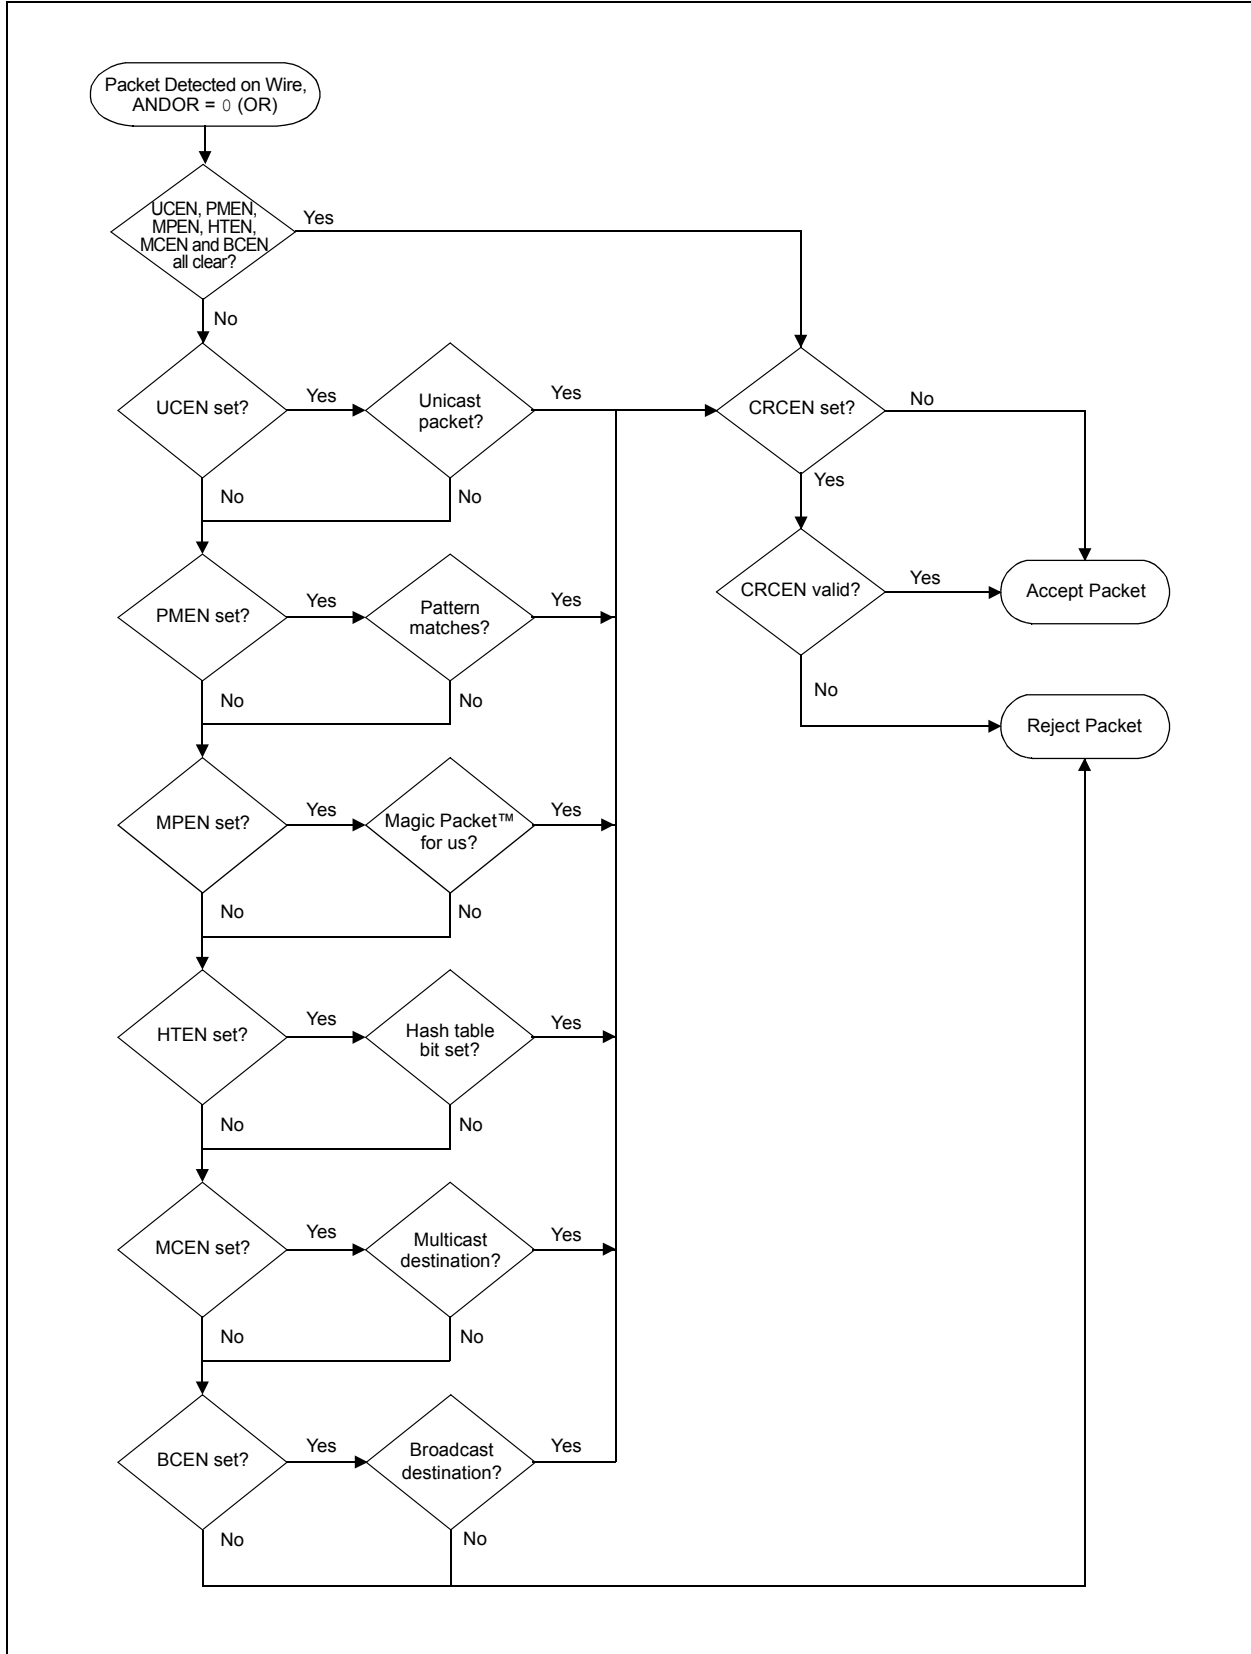 Packet Detected on Wire,
ANDOR = 0 (OR)
UCEN, PMEN,
MPEN, HTEN,
MCEN and BCEN
all clear?
Yes
No
UCEN set?
Yes
Unicast
packet?
Yes
CRCEN set?
No
No
No
Yes
PMEN set?
Yes
Pattern
matches?
Yes
CRCEN valid?
Yes
Accept Packet
No
No
No
Reject Packet
MPEN set?
Yes
Magic Packet™
for us?
Yes
No
No
HTEN set?
Yes
Hash table
bit set?
Yes
No
No
MCEN set?
Yes
Multicast
destination?
Yes
No
No
BCEN set?
Yes
Broadcast
destination?
Yes
No
No